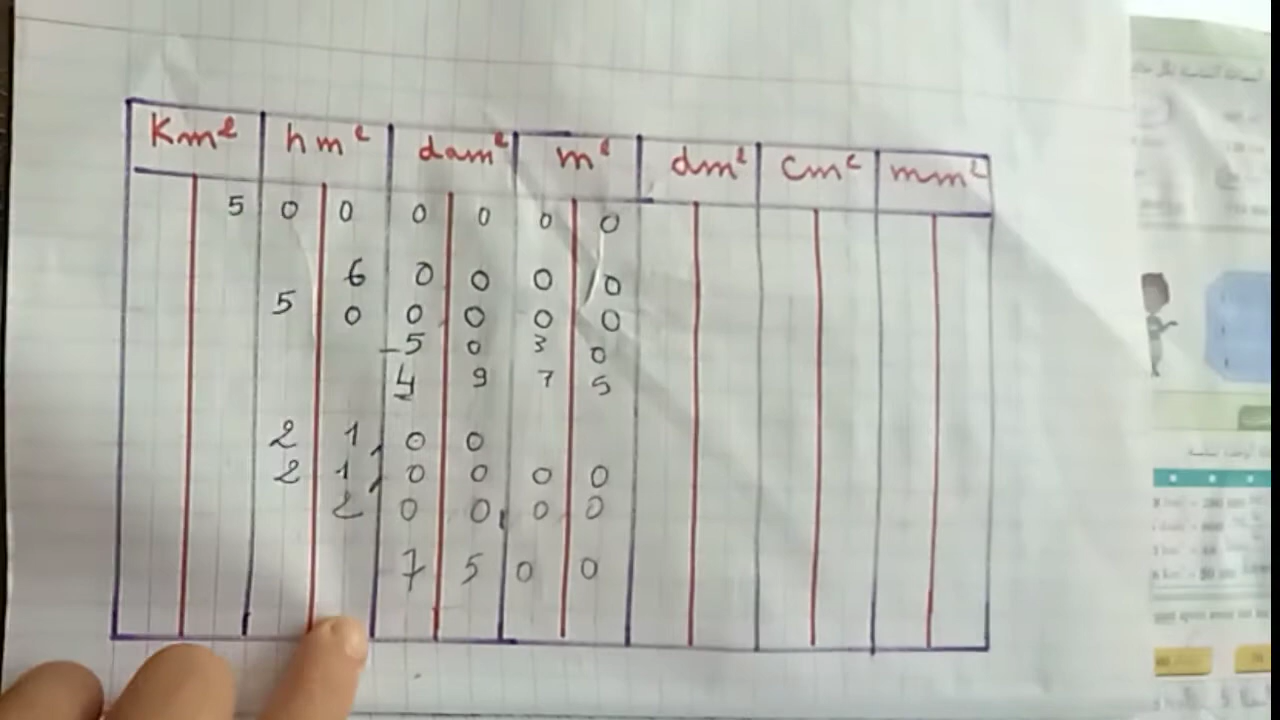 Km² hm² dam² m² dm² cm² mm²
5 0 0 0 0 0 0
6 0 0 0 0
5 0 0 0 0 0
5 0 3 0
4 9 7 5
2 1, 0 0
2 1, 0 0 0 0
2 0 0, 0 0
7 5 0 0